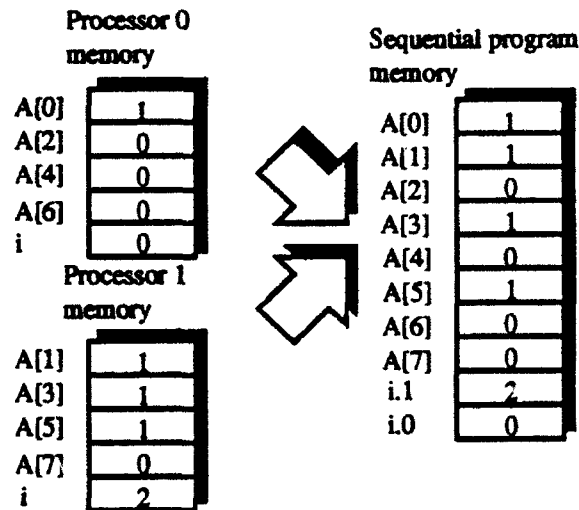 Processor 0
memory
A[0] 1
A[2] 0
A[4] 0
A[6] 0
i 0
Processor 1
memory
A[1] 1
A[3] 1
A[5] 1
A[7] 0
i 2
Sequential program
memory
A[0] 1
A[1] 1
A[2] 0
A[3] 1
A[4] 0
A[5] 1
A[6] 0
A[7] 0
i.1 2
i.0 0